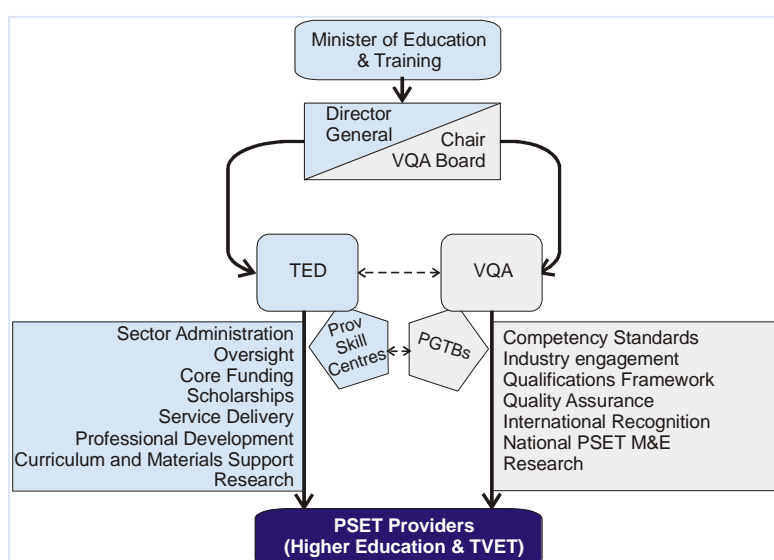 Minister of Education
& Training
Director
General
Chair
VQA Board
TED
VQA
Prov
Skill
Centres
PGTBs
Sector Administration
Oversight
Core Funding
Scholarships
Service Delivery
Professional Development
Curriculum and Materials Support
Research
Competency Standards
Industry engagement
Qualifications Framework
Quality Assurance
International Recognition
National PSET M&E
Research
PSET Providers
(Higher Education & TVET)